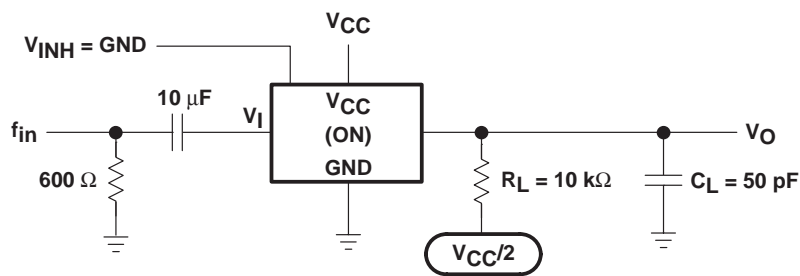 V_CC
V_INH = GND
10 μF
V_I
V_CC
(ON)
GND
f_in
V_O
600 Ω
R_L = 10 kΩ
C_L = 50 pF
V_CC/2